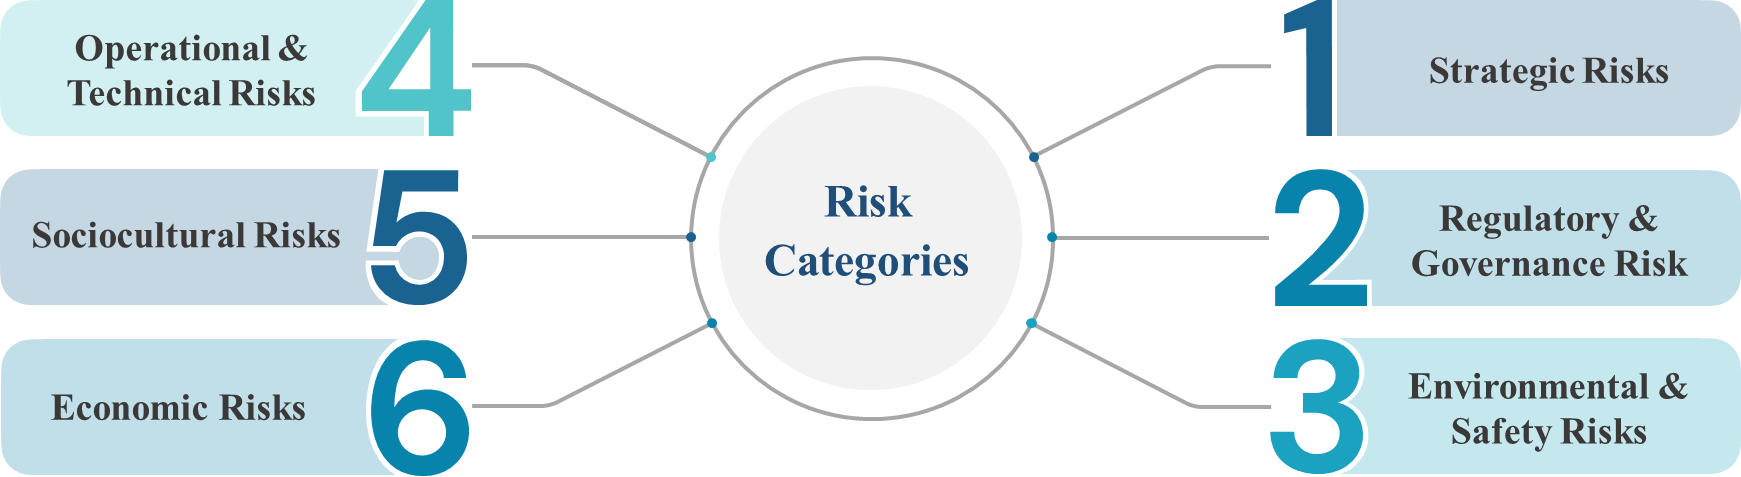 4
Operational &
Technical Risks
5
Sociocultural Risks
6
Economic Risks
Risk
Categories
1
Strategic Risks
2
Regulatory &
Governance Risk
3
Environmental &
Safety Risks